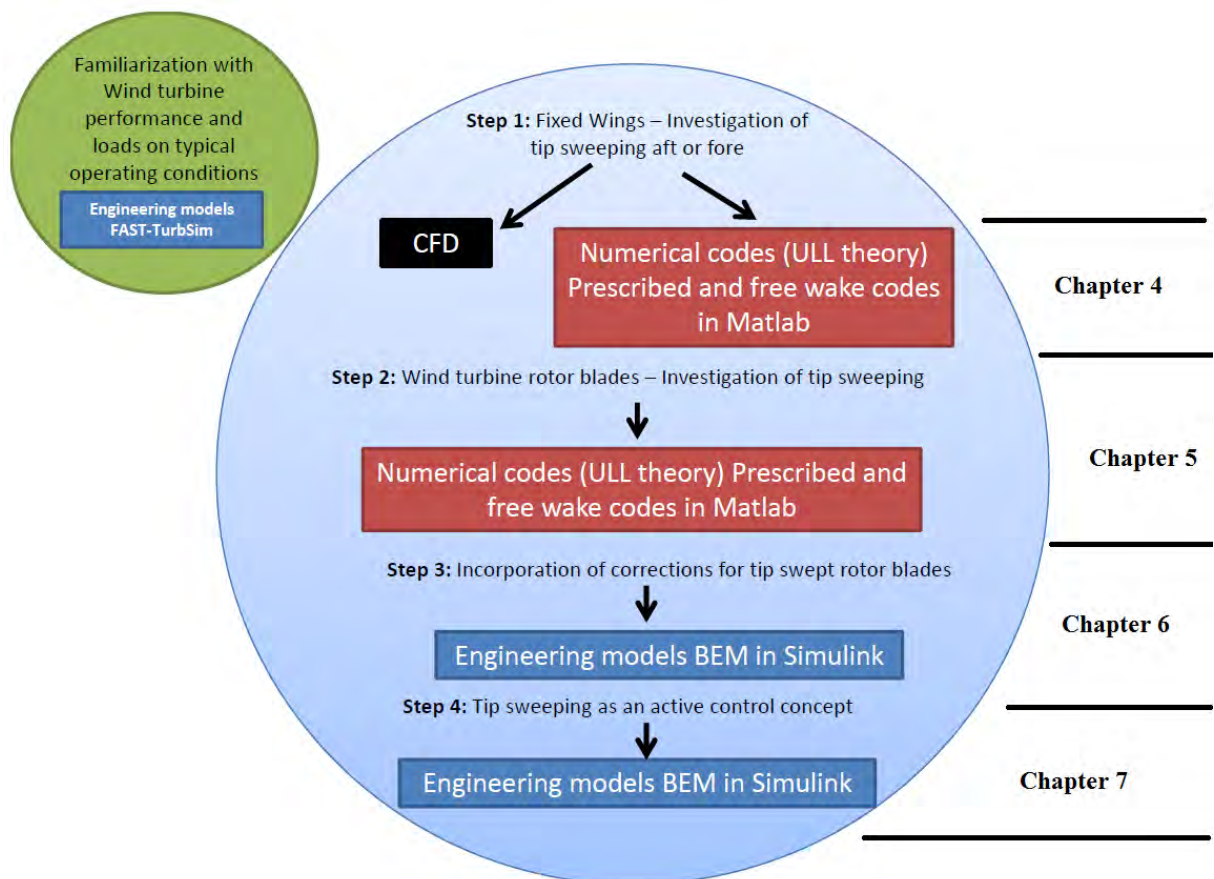 Familiarization with
Wind turbine
performance and
loads on typical
operating conditions
Engineering models
FAST-TurbSim
Step 1: Fixed Wings – Investigation of
tip sweeping aft or fore
CFD
Numerical codes (ULL theory)
Prescribed and free wake codes
in Matlab
Chapter 4
Step 2: Wind turbine rotor blades – Investigation of tip sweeping
Numerical codes (ULL theory) Prescribed and
free wake codes in Matlab
Chapter 5
Step 3: Incorporation of corrections for tip swept rotor blades
Engineering models BEM in Simulink
Chapter 6
Step 4: Tip sweeping as an active control concept
Engineering models BEM in Simulink
Chapter 7